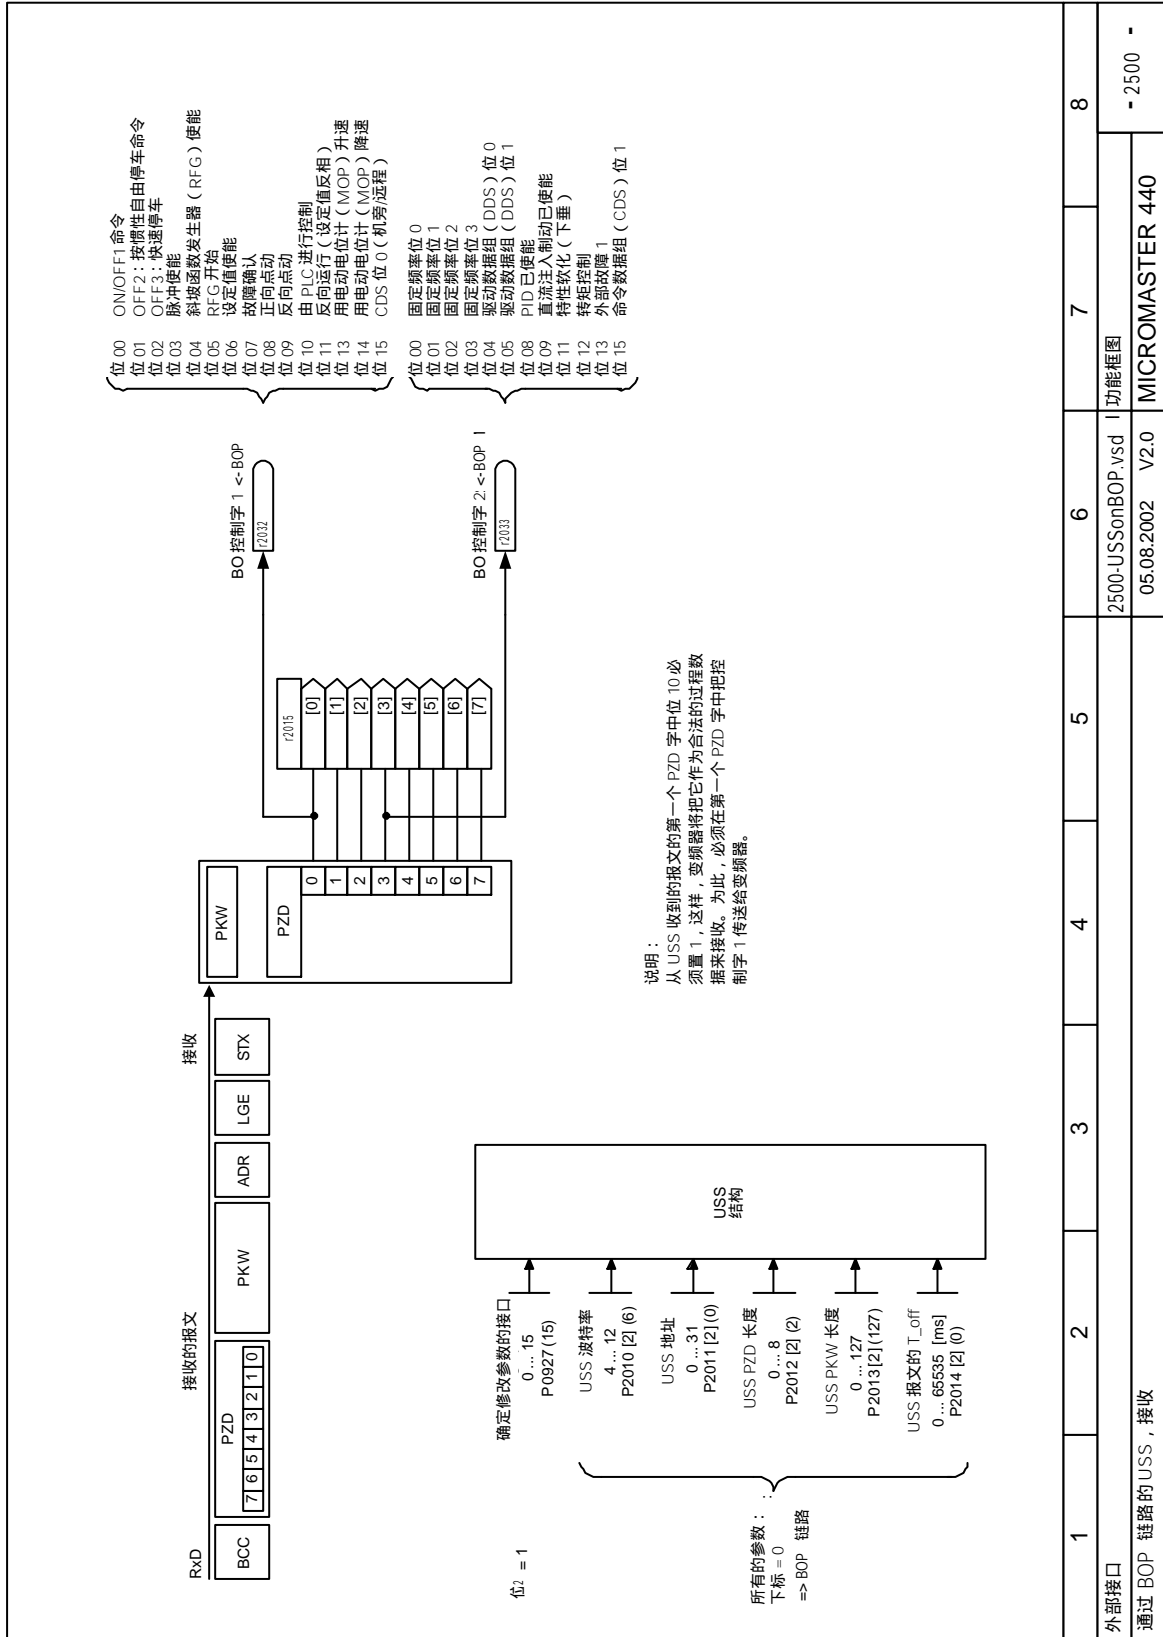 RxD
接收的报文
接收
BCC
PZD
7 6 5 4 3 2 1 0
PKW
ADR
LGE
STX
PKW
PZD
0
1
2
3
4
5
6
7
r2015
[0]
[1]
[2]
[3]
[4]
[5]
[6]
[7]
BO 控制字 1 <- BOP
r2032
BO 控制字 2: <-BOP
r2033
位 00 ON/OFF1 命令
位 01 OFF2：按惯性自由停车命令
位 02 OFF3：快速停车
位 03 脉冲使能
位 04 斜坡函数发生器（RFG）使能
位 05 RFG 开始
位 06 设定值使能
位 07 故障确认
位 08 正向点动
位 09 反向点动
位 10 由 PLC 进行控制
位 11 反向运行（设定值反相）
位 13 用电动电位计（MOP）升速
位 14 用电动电位计（MOP）降速
位 15 CDS 位 0（机旁/远程）
位 00 固定频率位 0
位 01 固定频率位 1
位 02 固定频率位 2
位 03 固定频率位 3
位 04 驱动数据组（DDS）位 0
位 05 驱动数据组（DDS）位 1
位 08 PID 已使能
位 09 直流注入制动已使能
位 11 特性软化（下垂）
位 12 转矩控制
位 13 外部故障 1
位 15 命令数据组（CDS）位 1
位2 = 1
确定修改参数的接口
0 ... 15
P0927 (15)
USS 波特率
4 ... 12
P2010 [2] (6)
USS 地址
0 ... 31
P2011 [2] (0)
USS PZD 长度
0 ... 8
P2012 [2] (2)
USS PKW 长度
0 ... 127
P2013 [2] (127)
USS 报文的 T_off
0 ... 65535 [ms]
P2014 [2] (0)
USS
结构
所有的参数：:
下标 = 0
=> BOP 链路
说明：
从 USS 收到的报文的第一个 PZD 字中位 10 必
须置 1，这样，变频器将把它作为合法的过程数
据来接收。为此，必须在第一个 PZD 字中把控
制字 1 传送给变频器。
1 2 3 4 5 6 7 8
外部接口
2500-USSonBOP.vsd
功能框图
- 2500 -
通过 BOP 链路的 USS，接收
05.08.2002 V2.0
MICROMASTER 440